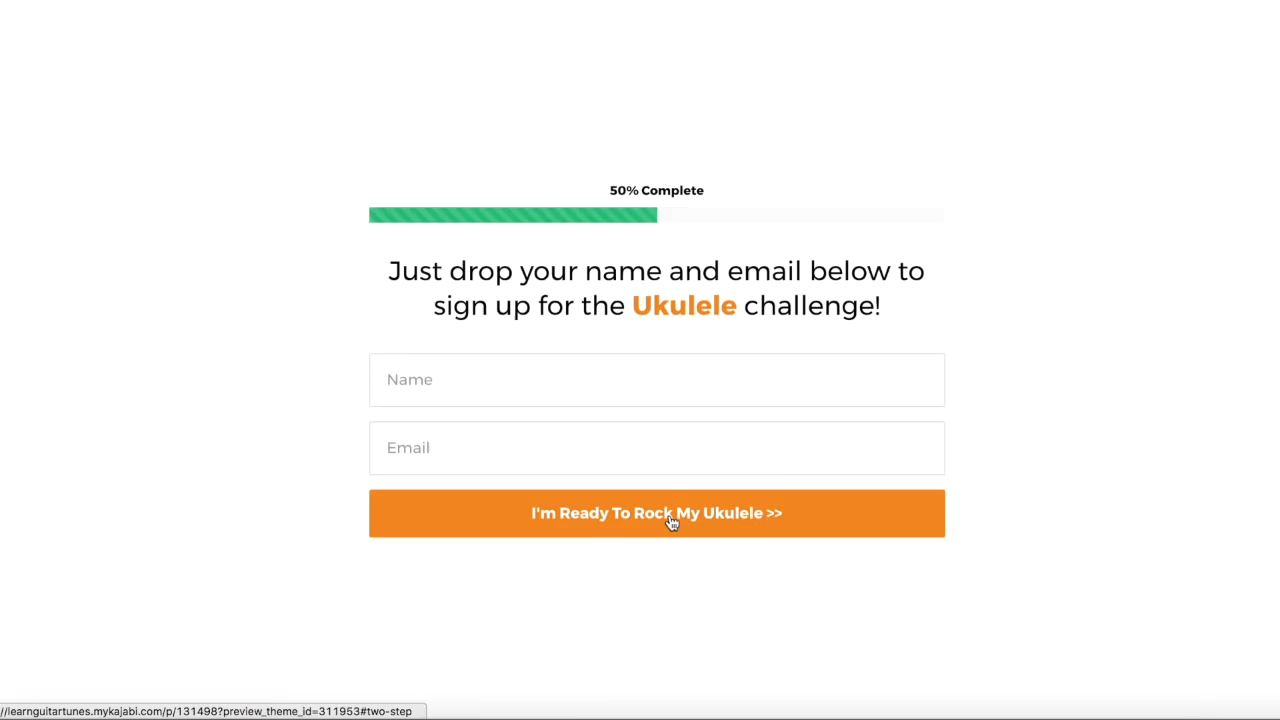 50% Complete
Just drop your name and email below to
sign up for the Ukulele challenge!
Name
Email
I'm Ready To Rock My Ukulele >>
//learnguitartunes.mykajabi.com/p/131498?preview_theme_id=311953#two-step